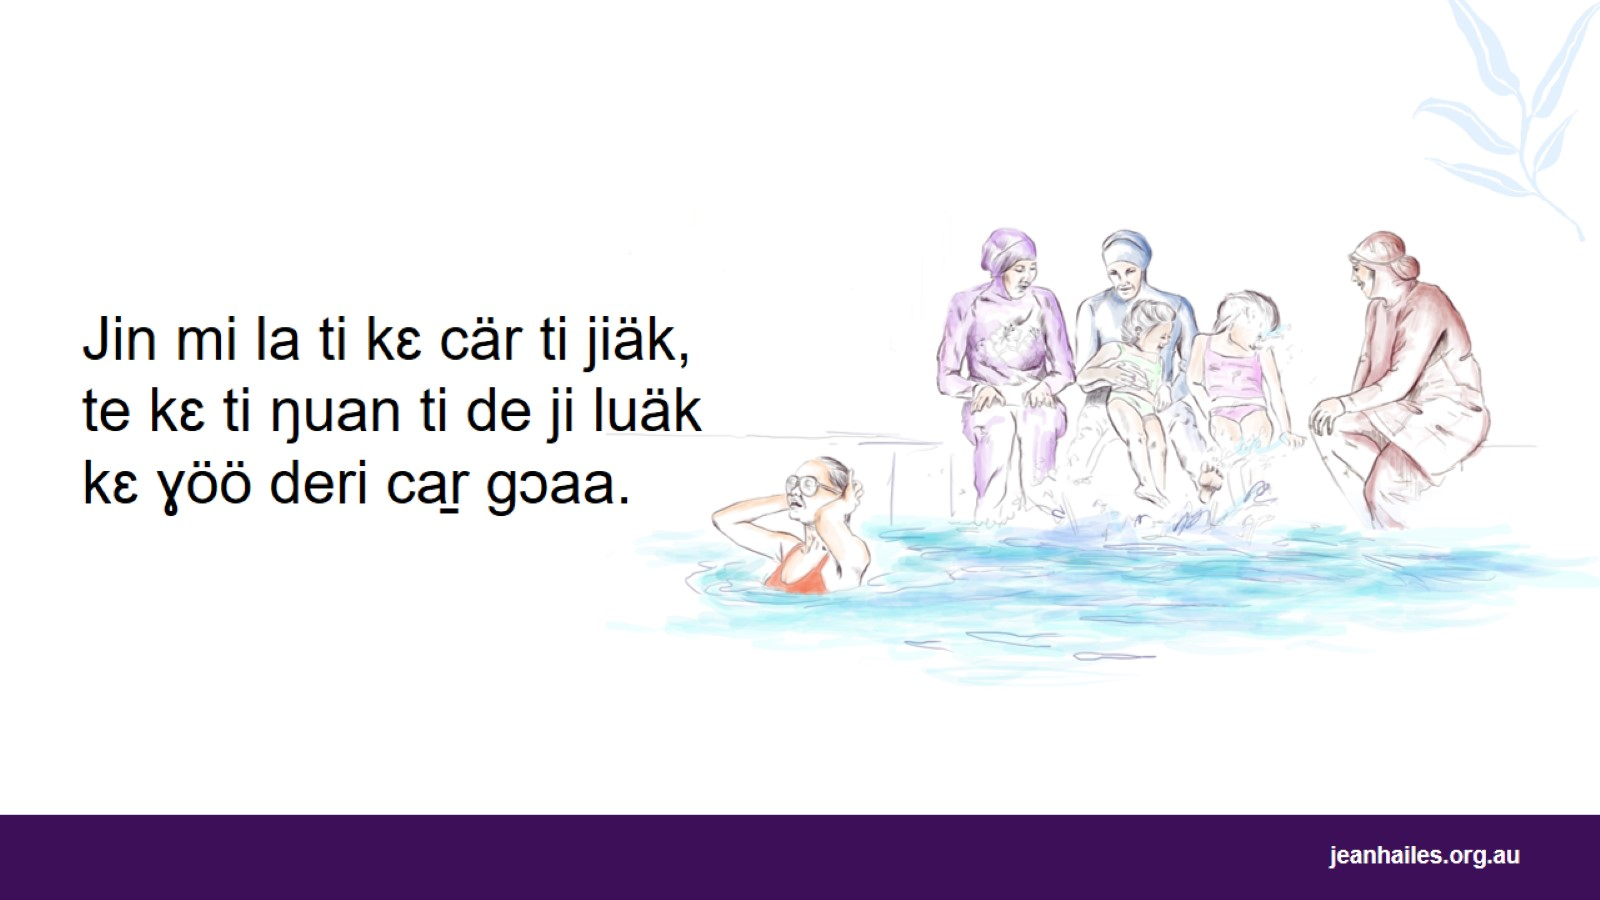 Jin mi la ti kɛ cär ti jiäk,
te kɛ ti ŋuan ti de ji luäk
kɛ ɣöö deri caṟ gɔaa.
jeanhailes.org.au